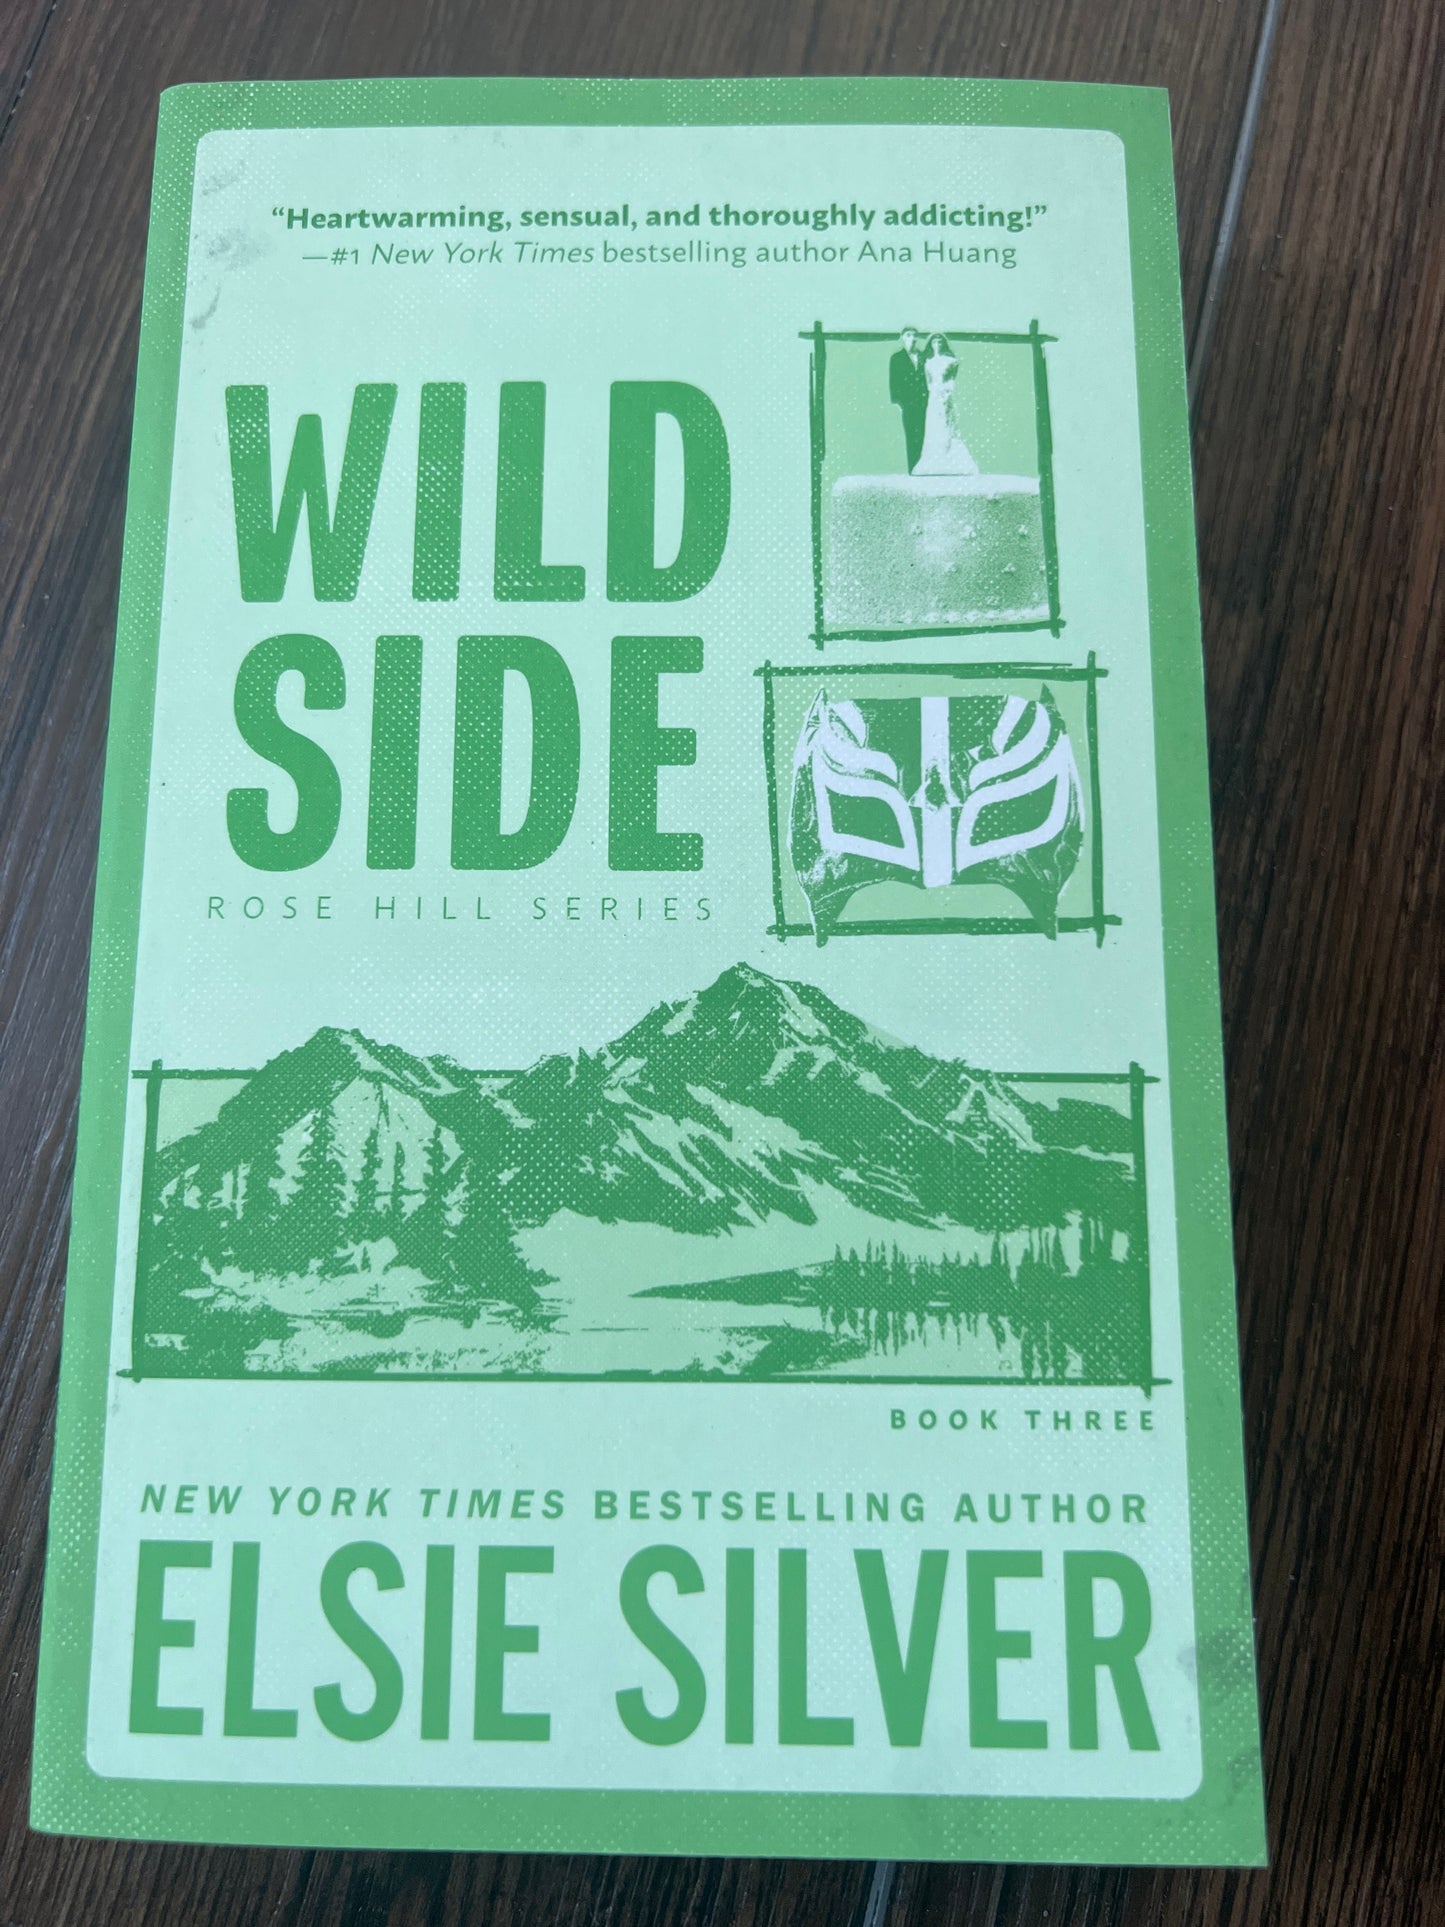 “Heartwarming, sensual, and thoroughly addicting!”
—#1 New York Times bestselling author Ana Huang
WILD
SIDE
ROSE HILL SERIES
BOOK THREE
NEW YORK TIMES BESTSELLING AUTHOR
ELSIE SILVER